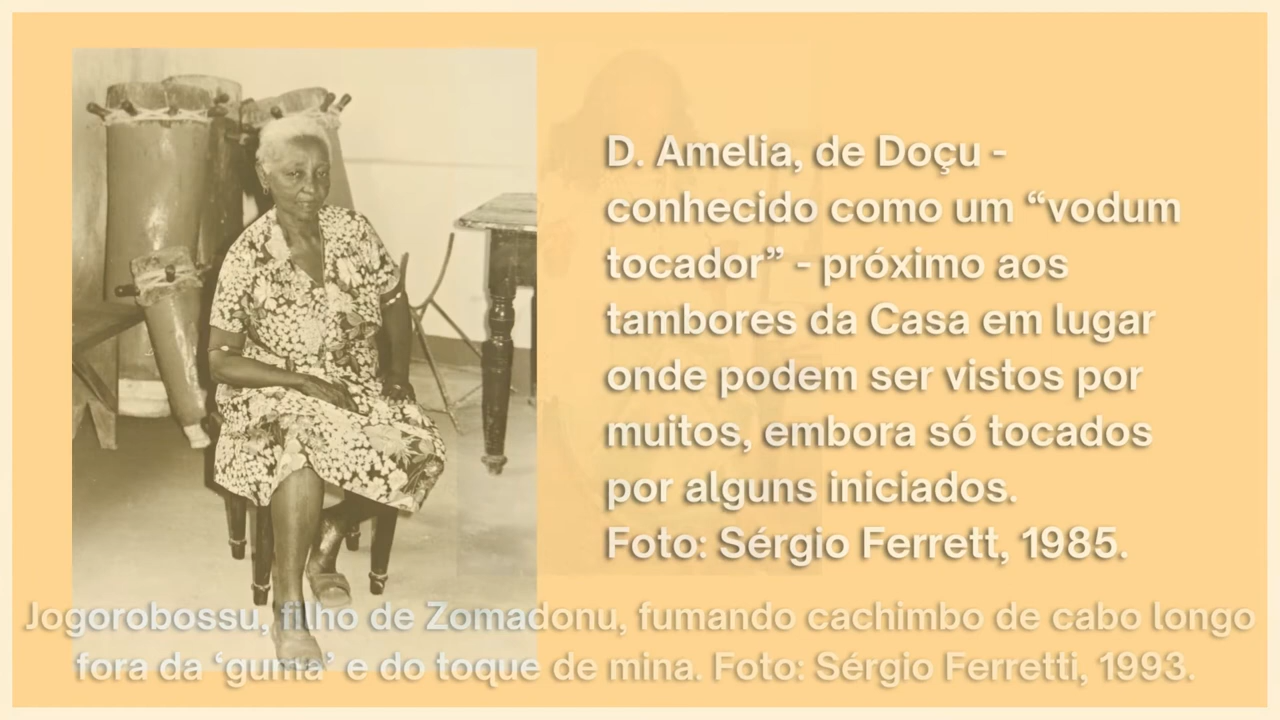 D. Amelia, de Doçu -
conhecido como um “vodum
tocador” - próximo aos
tambores da Casa em lugar
onde podem ser vistos por
muitos, embora só tocados
por alguns iniciados.
Foto: Sérgio Ferrett, 1985.
Jogorobossu, filho de Zomadonu, fumando cachimbo de cabo longo
fora da ‘guma’ e do toque de mina. Foto: Sérgio Ferretti, 1993.